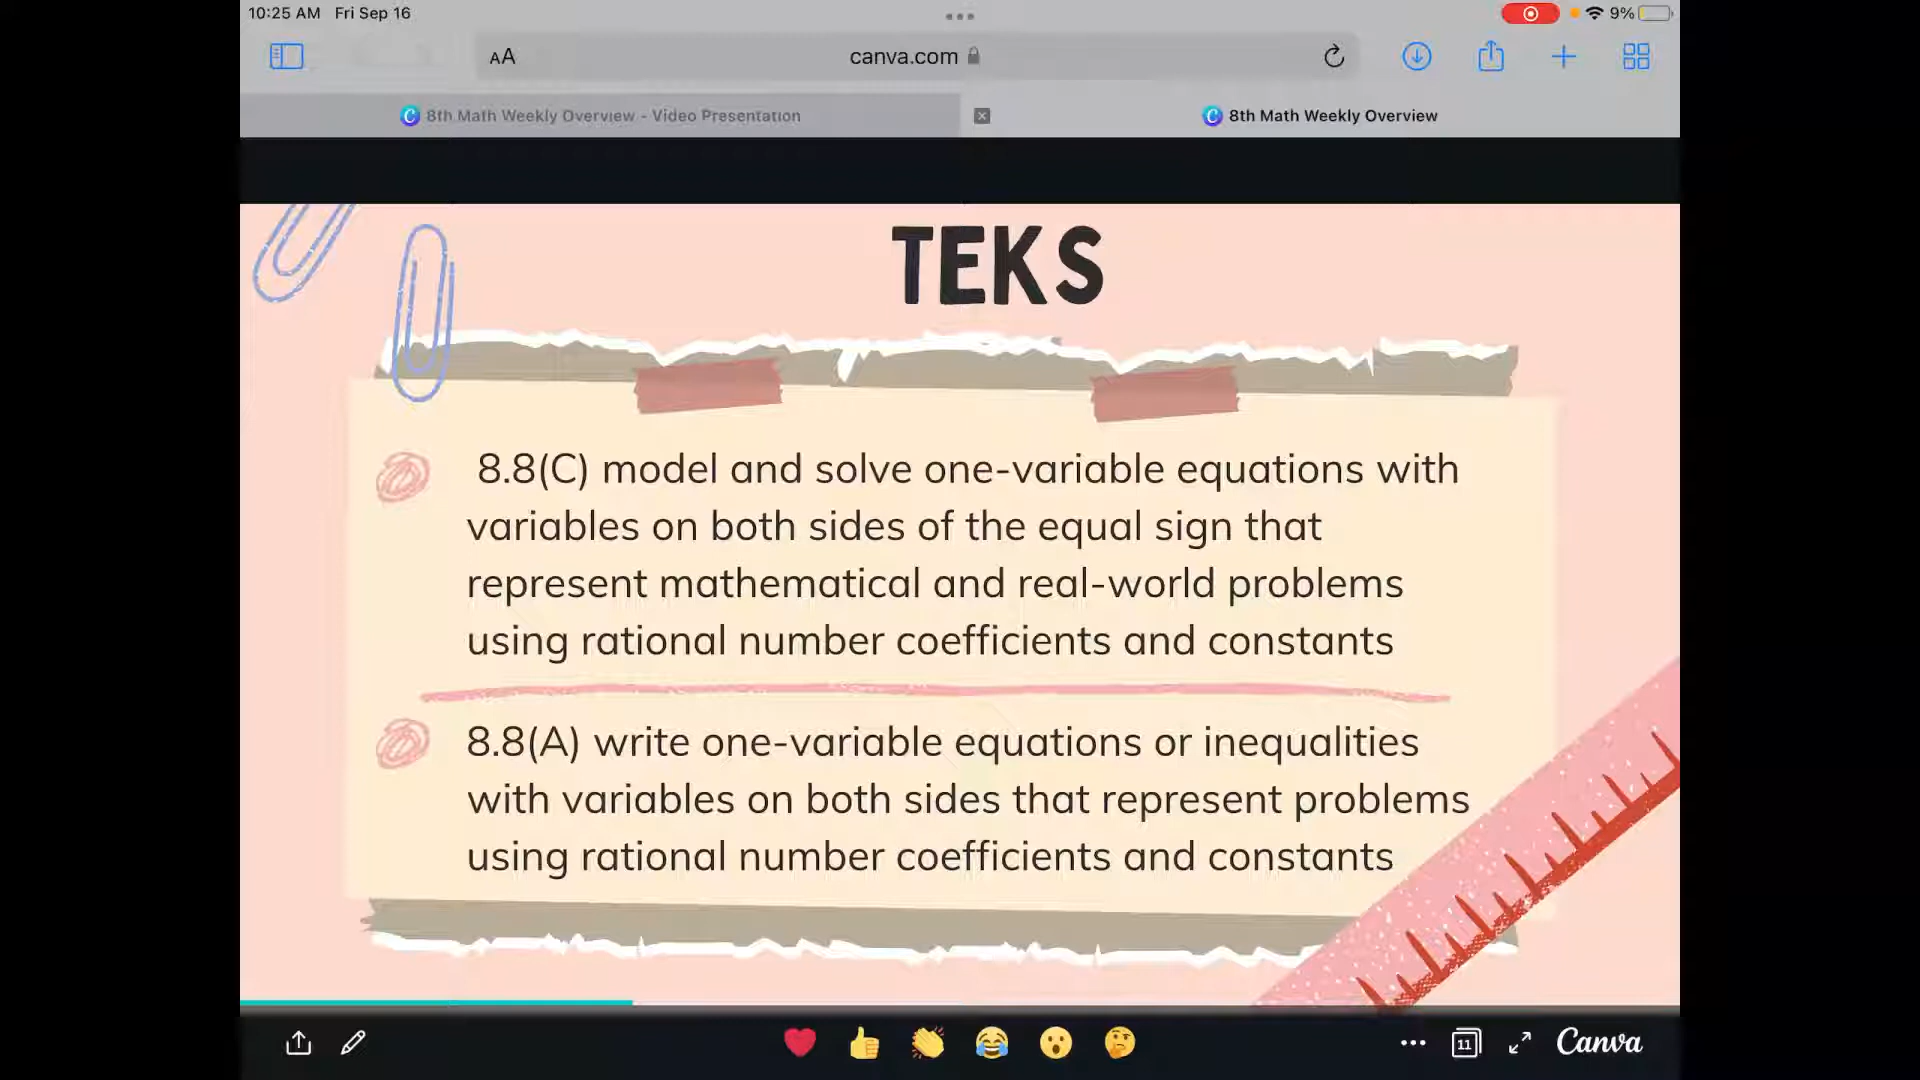 10:25 AM Fri Sep 16
9%
AA
canva.com
8th Math Weekly Overview - Video Presentation
8th Math Weekly Overview
TEKS
8.8(C) model and solve one-variable equations with
variables on both sides of the equal sign that
represent mathematical and real-world problems
using rational number coefficients and constants
8.8(A) write one-variable equations or inequalities
with variables on both sides that represent problems
using rational number coefficients and constants
11
Canva